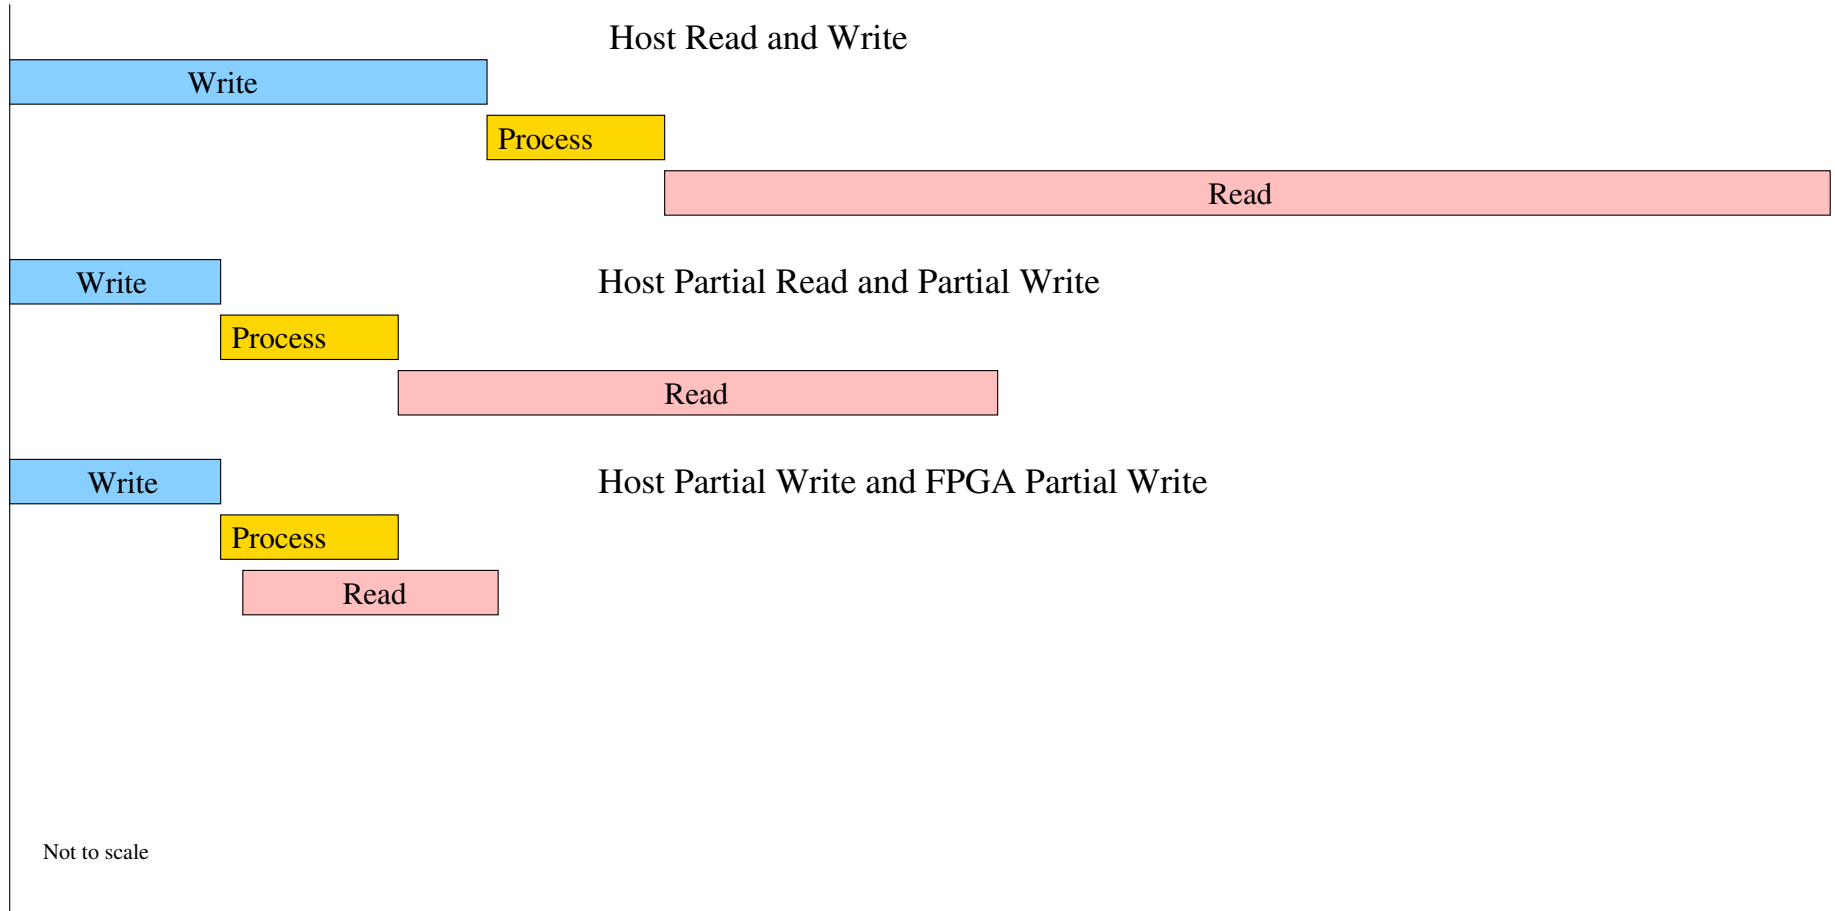 Host Read and Write
Write
Process
Read
Write
Host Partial Read and Partial Write
Process
Read
Write
Host Partial Write and FPGA Partial Write
Process
Read
Not to scale